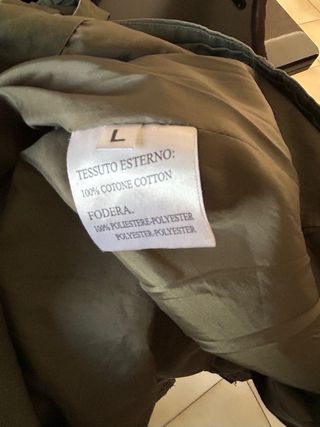 L
TESSUTO ESTERNO:
100% COTONE COTTON
FODERA.
100% POLIESTERE-POLYESTER
POLYESTER-POLYESTER